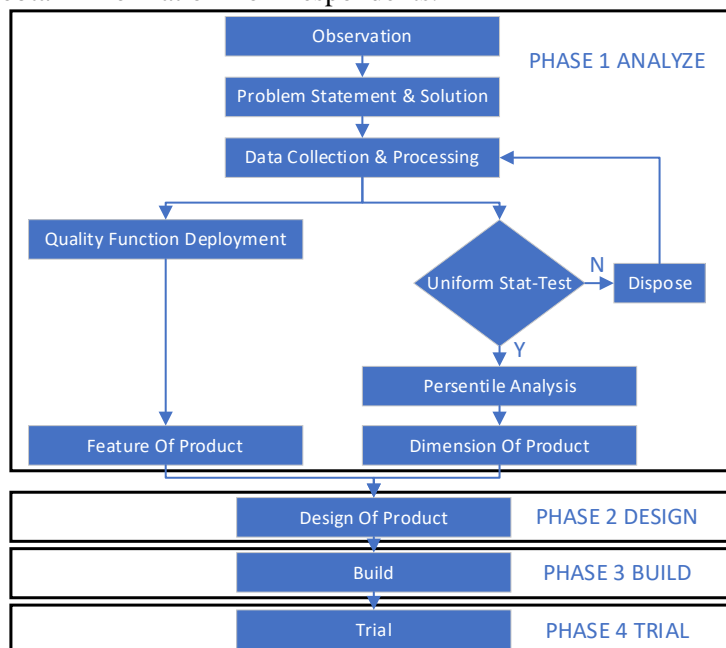 Observation
PHASE 1 ANALYZE
Problem Statement & Solution
Data Collection & Processing
Quality Function Deployment
Uniform Stat-Test
N
Dispose
Y
Persentile Analysis
Feature Of Product
Dimension Of Product
Design Of Product
PHASE 2 DESIGN
Build
PHASE 3 BUILD
Trial
PHASE 4 TRIAL